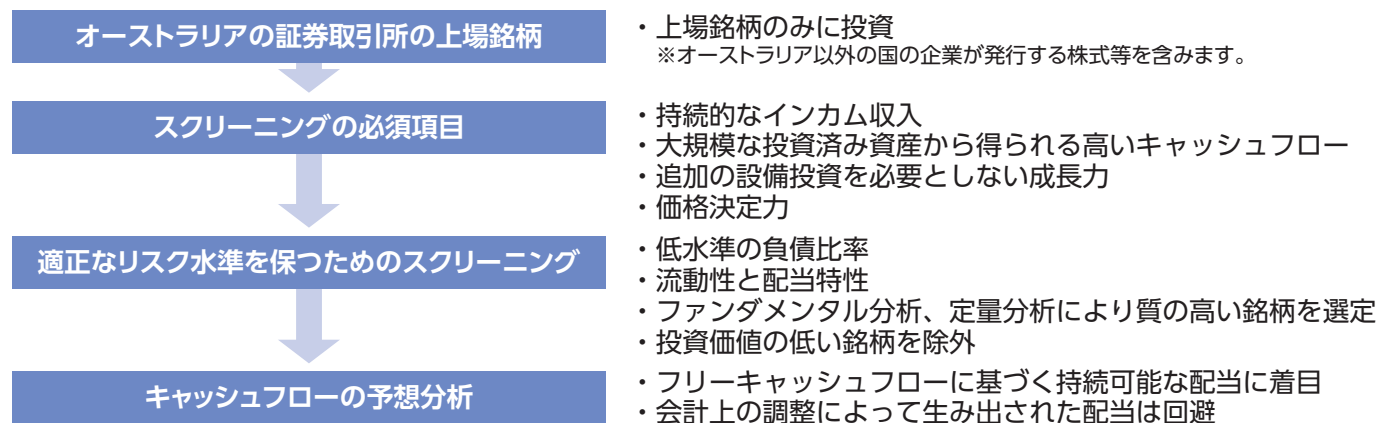 オーストラリアの証券取引所の上場銘柄
・上場銘柄のみに投資
※オーストラリア以外の国の企業が発行する株式等を含みます。
スクリーニングの必須項目
・持続的なインカム収入
・大規模な投資済み資産から得られる高いキャッシュフロー
・追加の設備投資を必要としない成長力
・価格決定力
適正なリスク水準を保つためのスクリーニング
・低水準の負債比率
・流動性と配当特性
・ファンダメンタル分析、定量分析により質の高い銘柄を選定
・投資価値の低い銘柄を除外
キャッシュフローの予想分析
・フリーキャッシュフローに基づく持続可能な配当に着目
・会計上の調整によって生み出された配当は回避